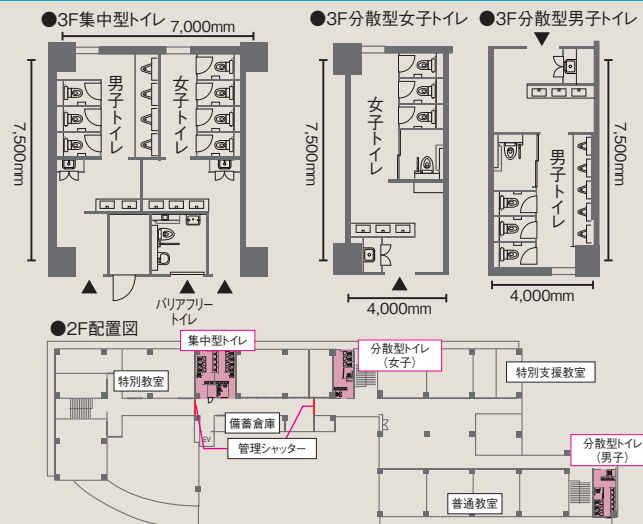 ●3F集中型トイレ
7,000mm
7,500mm
男子トイレ
女子トイレ
バリアフリー
トイレ
●3F分散型女子トイレ
女子トイレ
4,000mm
●3F分散型男子トイレ
7,500mm
男子トイレ
7,500mm
4,000mm
●2F配置図
集中型トイレ
分散型トイレ
（女子）
特別教室
特別支援教室
備蓄倉庫
EV
管理シャッター
分散型トイレ
（男子）
普通教室